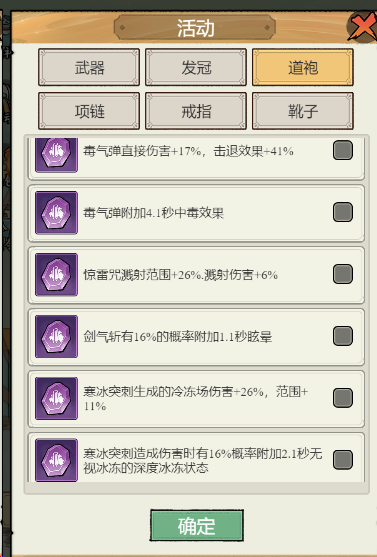 活动
武器
发冠
道袍
项链
戒指
靴子
毒气弹直接伤害+17%，击退效果+41%
毒气弹附加4.1秒中毒效果
惊雷咒溅射范围+26%.溅射伤害+6%
剑气斩有16%的概率附加1.1秒眩晕
寒冰突刺生成的冷冻场伤害+26%，范围+
11%
寒冰突刺造成伤害时有16%概率附加2.1秒无
视冰冻的深度冰冻状态
确定